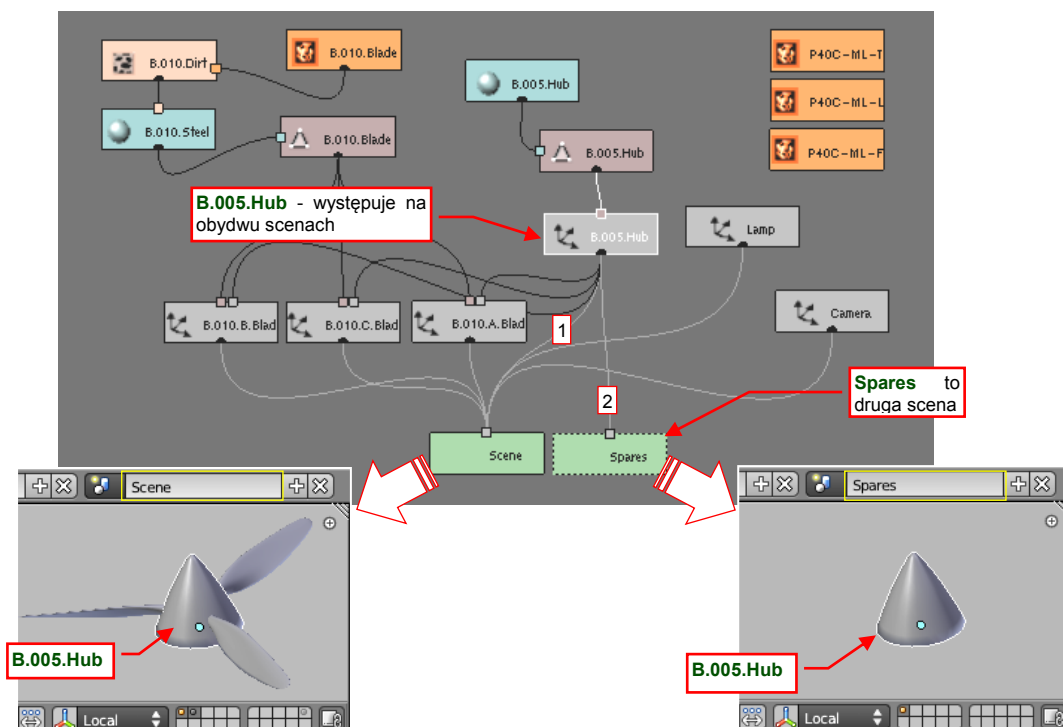 B.010.Dirt
B.010.Blade
B.005.Hub
P40C-ML-T
P40C-ML-L
P40C-ML-F
B.010.Steel
B.010.Blade
B.005.Hub
B.005.Hub - występuje na
obydwu scenach
B.005.Hub
Lamp
B.010.B.Blad
B.010.C.Blad
B.010.A.Blad
Camera
1
2
Spares to
druga scena
Scene
Spares
Scene
Spares
B.005.Hub
B.005.Hub
Local
Local